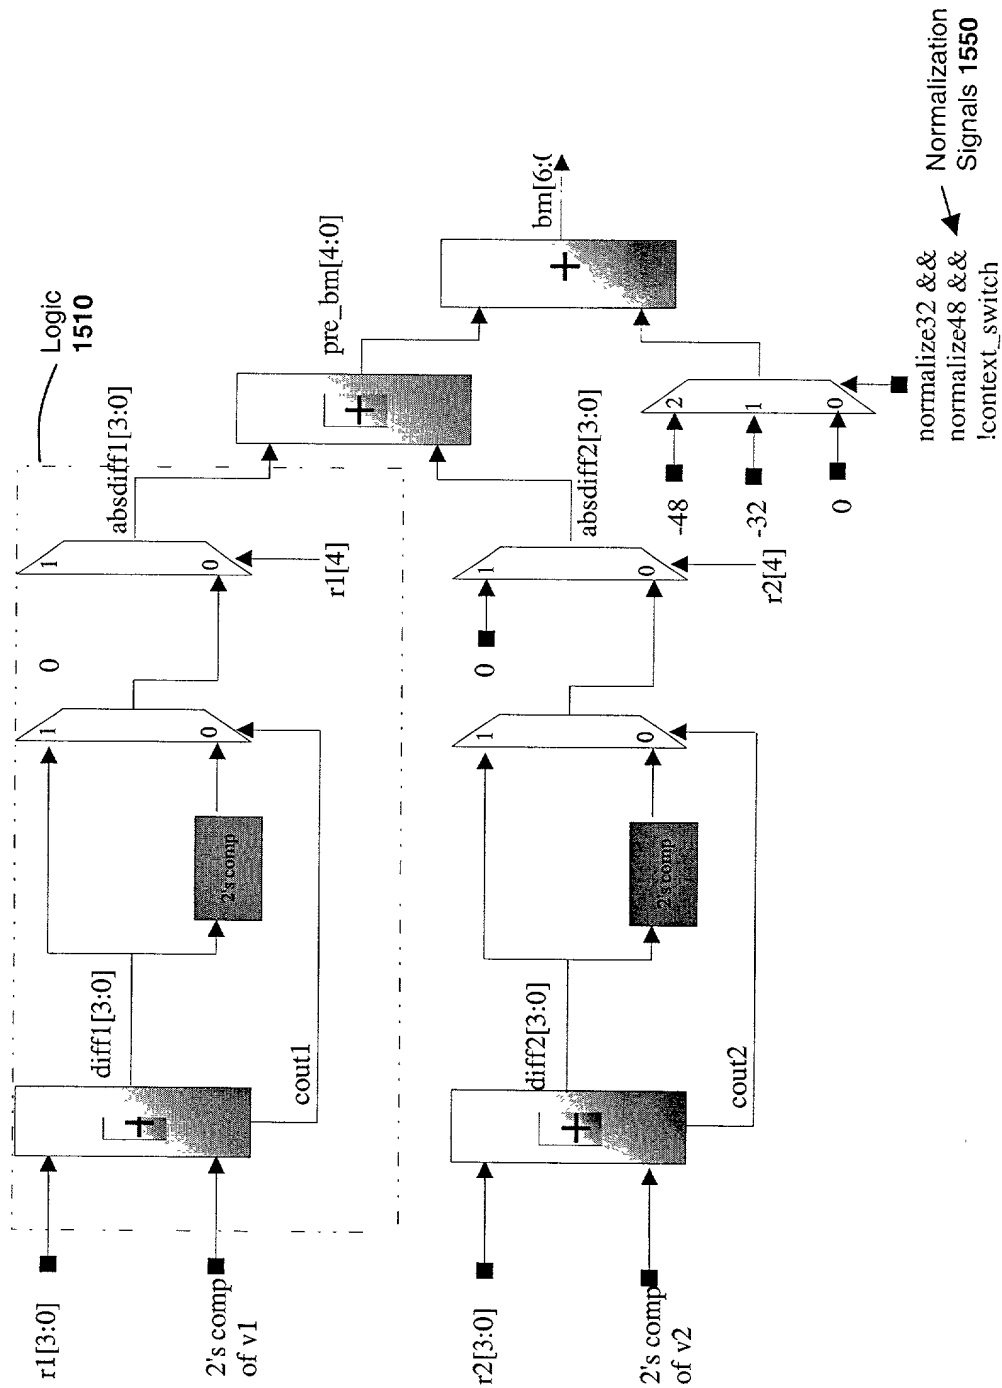 Logic
1510
r1[3:0]
2's comp
of v1
+
diff1[3:0]
cout1
2's comp
1
0
0
1
0
r1[4]
absdiff1[3:0]
+
pre_bm[4:0]
r2[3:0]
2's comp
of v2
+
diff2[3:0]
cout2
2's comp
1
0
0
1
0
r2[4]
absdiff2[3:0]
+
bm[6:(
-48
-32
0
2
1
0
normalize32 &&
normalize48 &&
!context_switch
Normalization
Signals 1550